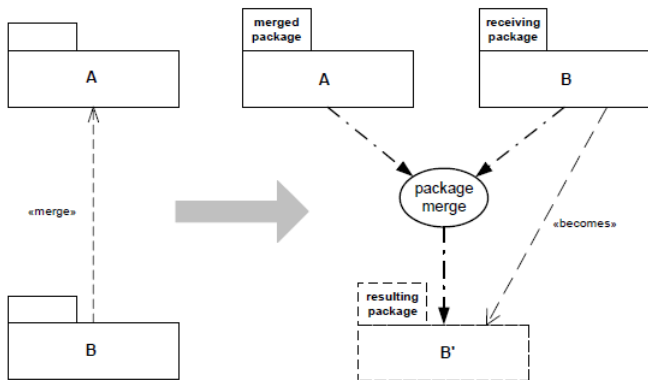 A
«merge»
B
merged
package
A
receiving
package
B
package
merge
«becomes»
resulting
package
B'